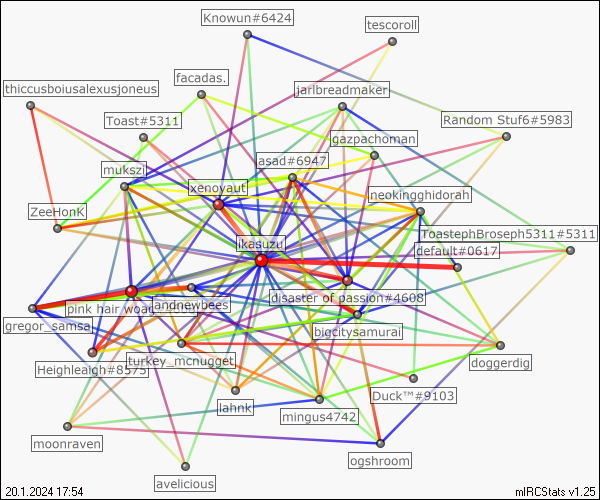 Knowun#6424
tescoroll
facadas.
thiccusboiusalexusjoneus
jarlbreadmaker
Toast#5311
Random Stuf6#5983
gazpachoman
asad#6947
mukszi
xenoyaut
neokingghidorah
ZeeHonK
ToastephBroseph5311#5311
ikasuzu
default#0617
disaster of passion#4608
pink hair woag
landnewbees
gregor_samsa
bigcitysamurai
turkey_mcnugget
Heighleaigh#8575
doggerdig
Duck™#9103
lahnk
mingus4742
moonraven
ogshroom
avelicious
20.1.2024 17:54
mIRCStats v1.25